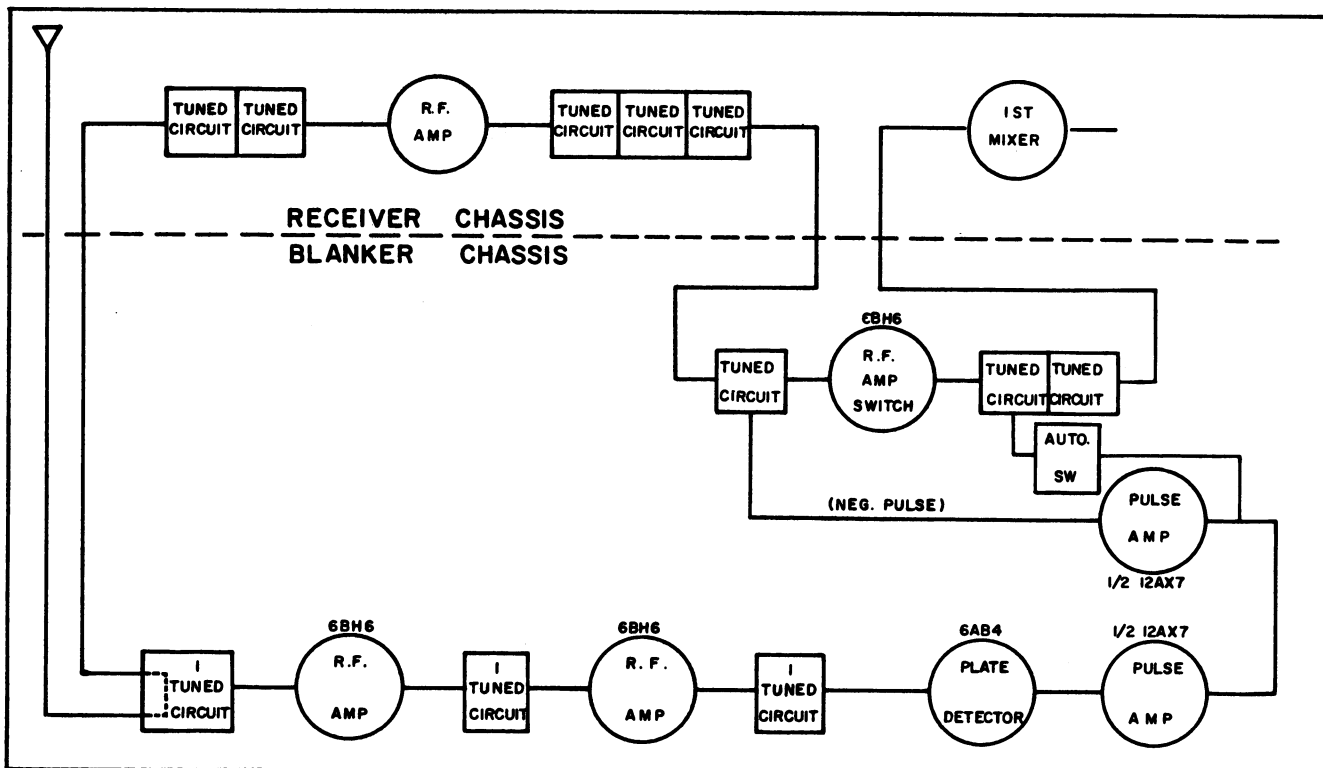 TUNED TUNED
CIRCUIT CIRCUIT
R.F.
AMP
TUNED TUNED TUNED
CIRCUIT CIRCUIT CIRCUIT
1ST
MIXER
RECEIVER CHASSIS
BLANKER CHASSIS
TUNED
CIRCUIT
6BH6
R.F.
AMP
SWITCH
TUNED TUNED
CIRCUIT CIRCUIT
AUTO.
SW
(NEG. PULSE)
PULSE
AMP
1/2 12AX7
1
TUNED
CIRCUIT
6BH6
R.F.
AMP
1
TUNED
CIRCUIT
6BH6
R.F.
AMP
1
TUNED
CIRCUIT
6AB4
PLATE
DETECTOR
1/2 12AX7
PULSE
AMP